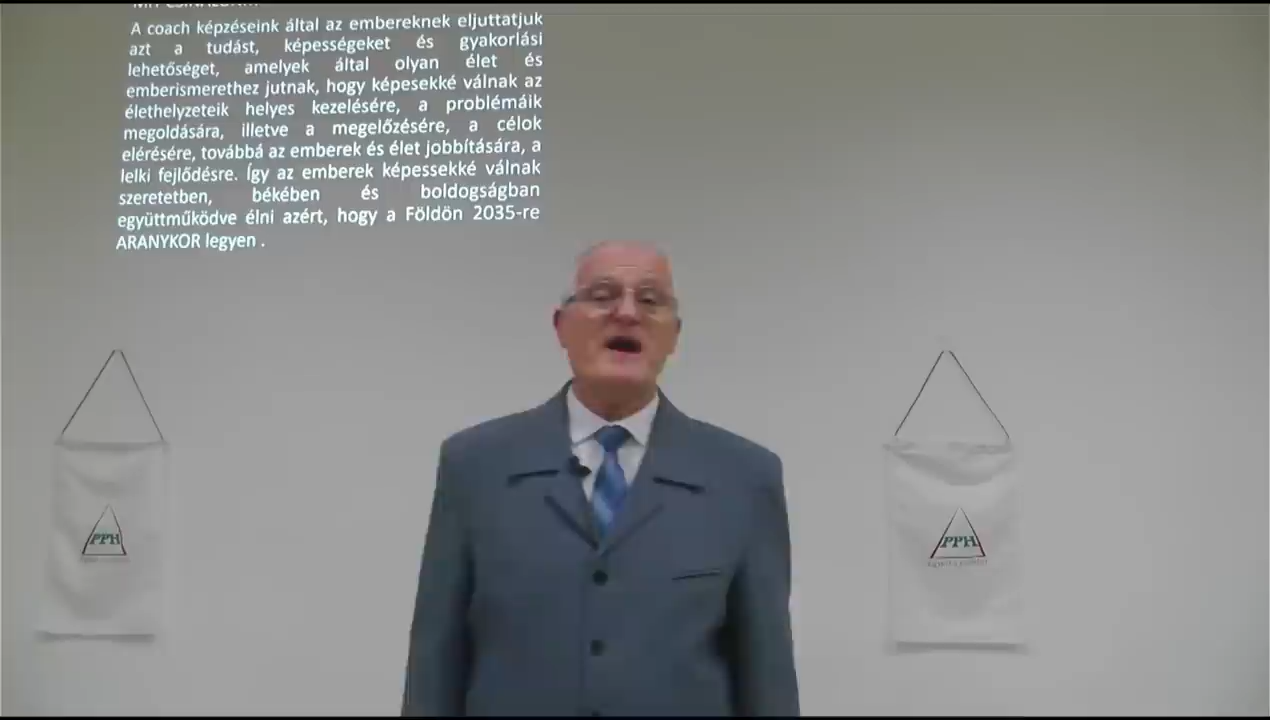 A coach képzéseink által az embereknek eljuttatjuk
azt a tudást, képességeket és gyakorlási
lehetőséget, amelyek által olyan élet és
emberismerethez jutnak, hogy képesekké válnak az
élethelyzeteik helyes kezelésére, a problémáik
megoldására, illetve a megelőzésére, a célok
elérésére, továbbá az emberek és élet jobbítására, a
lelki fejlődésre. Így az emberek képessekké válnak
szeretetben, békében és boldogságban
együttműködve élni azért, hogy a Földön 2035-re
ARANYKOR legyen .
PPH
PPH